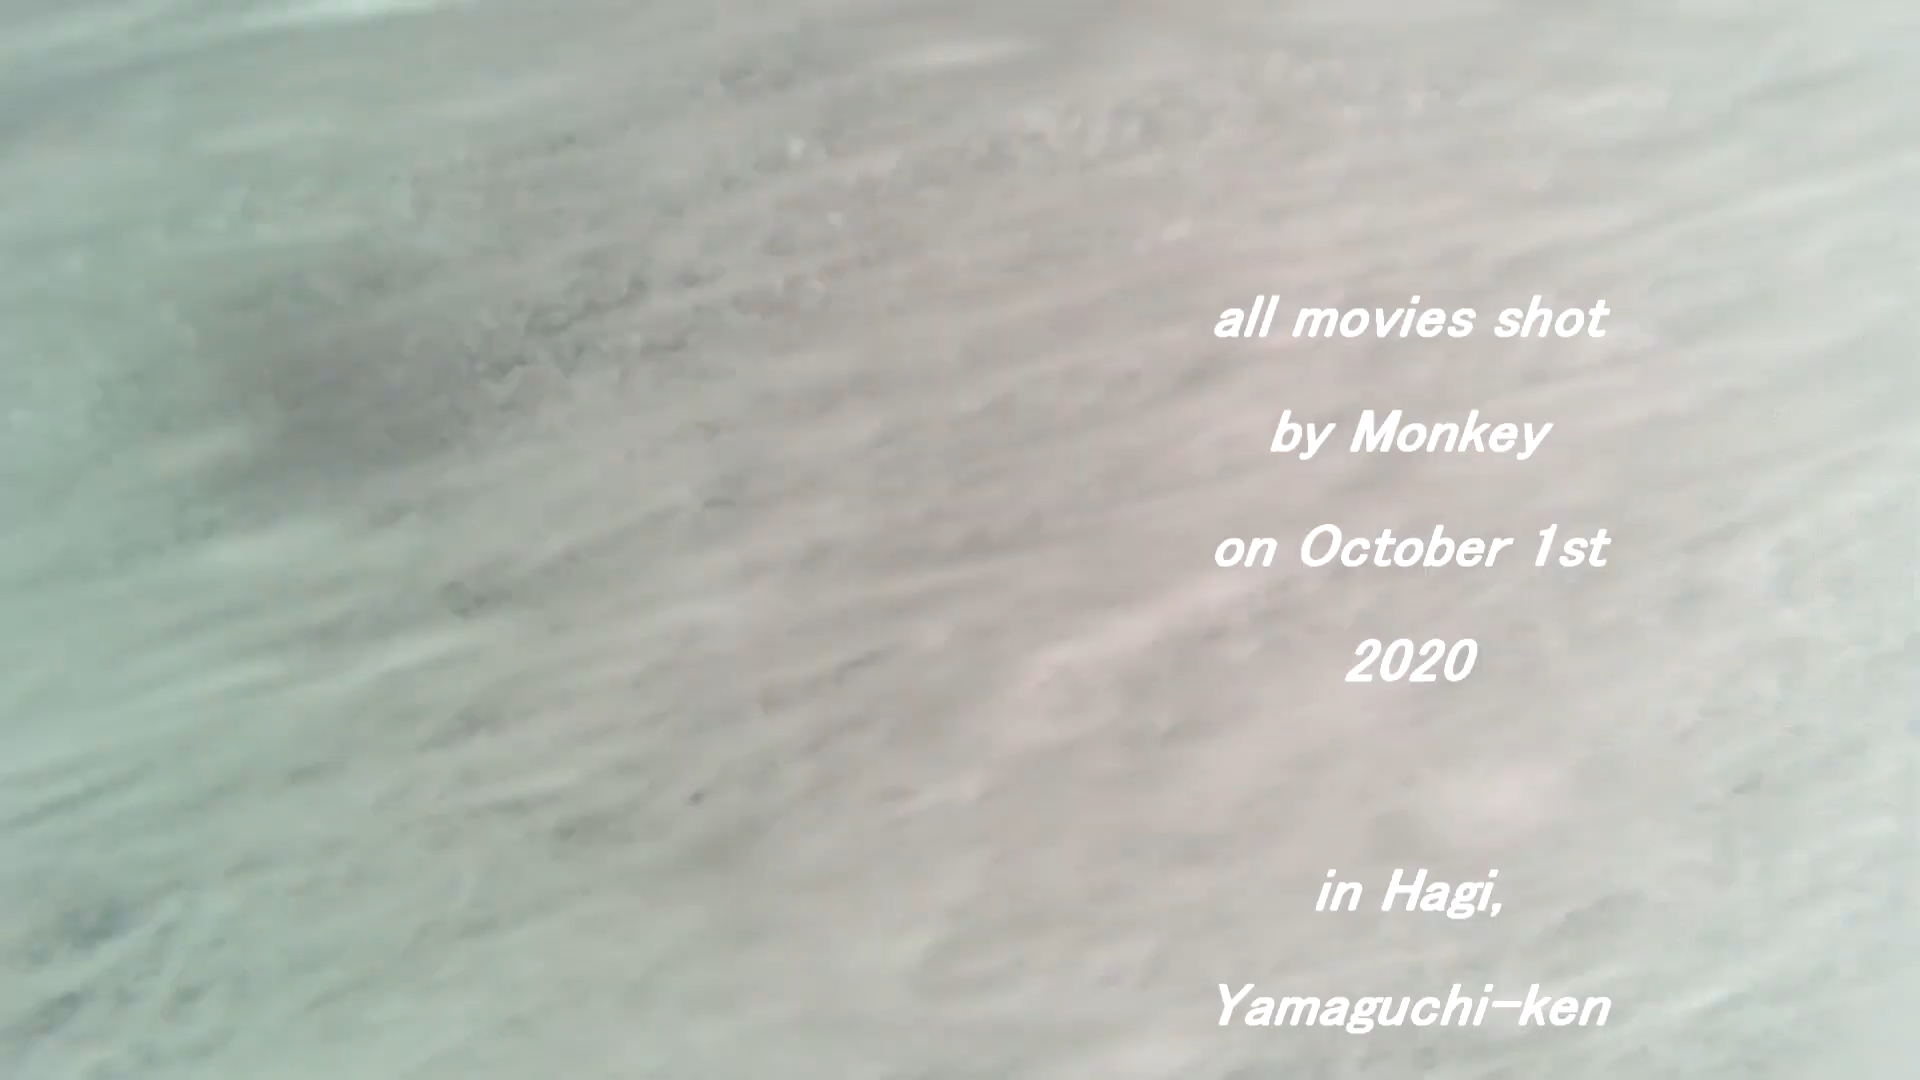 all movies shot
by Monkey
on October 1st
2020
in Hagi,
Yamaguchi-ken